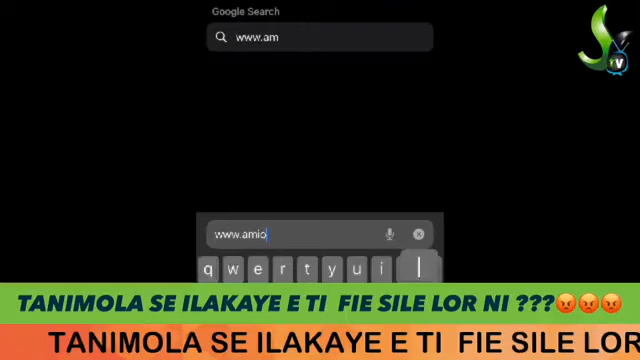 Google Search
www.am
TV
www.amio
q w e r t y u i
TANIMOLA SE ILAKAYE E TI FIE SILE LOR NI ???😡😡😡
TANIMOLA SE ILAKAYE E TI FIE SILE LOR